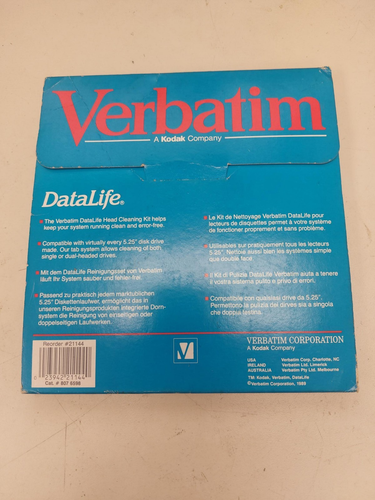 Verbatim
A Kodak Company
DataLife®
The Verbatim DataLife Head Cleaning Kit helps
keep your system running clean and error-free.
Compatible with virtually every 5.25" disk drive
made. Our tab system allows cleaning of both
single or dual-headed drives.
Mit dem DataLife Reinigungsset von Verbatim
läuft Ihr System sauber und fehler-frei.
Passend zu praktisch jedem marktüblichen
5.25" Diskettenlaufwerk, ermöglicht das in
unseren Reinigungsprodukten integrierte Dorn-
system die Reinigung von einseitigen oder
doppelseitigen Laufwerken.
Le Kit de Nettoyage Verbatim DataLife pour
lecteurs de disquettes permet à votre système
de fonctionner proprement et sans problème.
Utilisables sur pratiquement tous les lecteurs
5.25". Nettoie aussi bien les systèmes simple
que double face.
Il Kit di Pulizia DataLife Verbatim aiuta a tenere
il vostro sistema pulito e privo di errori.
Compatibile con qualsiasi drive da 5.25".
Permettono la pulizia dei drives sia a singola
che doppia testina.
Reorder #21144
0 23942 21144
Cat. # 807 6598
V
VERBATIM CORPORATION
A Kodak Company
USA Verbatim Corp. Charlotte, NC
IRELAND Verbatim Ltd. Limerick
AUSTRALIA Verbatim Pty Ltd. Melbourne
TM: Kodak, Verbatim, DataLife
©Verbatim Corporation, 1989